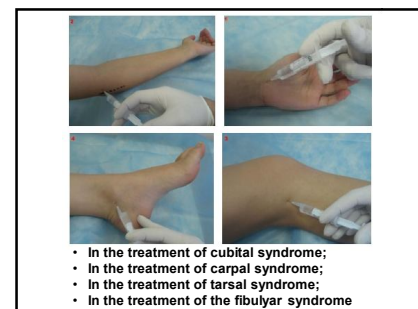 • In the treatment of cubital syndrome;
• In the treatment of carpal syndrome;
• In the treatment of tarsal syndrome;
• In the treatment of the fibulyar syndrome